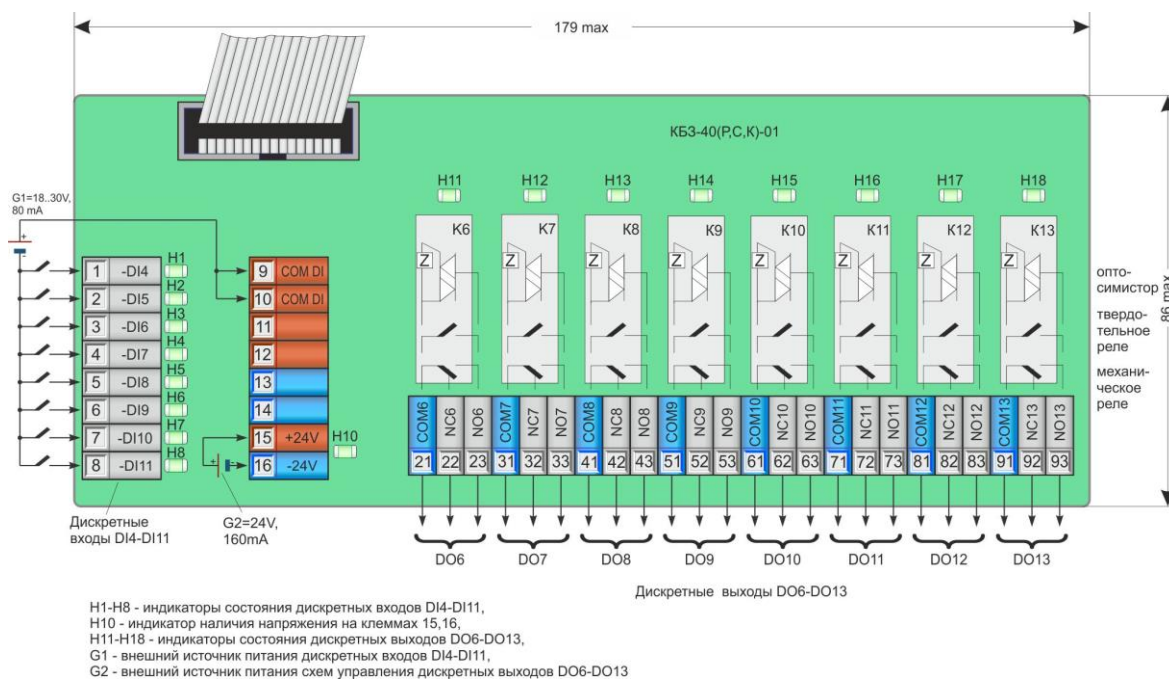 179 max
КБЗ-40(Р,С,К)-01
G1=18..30V,
80 mA
+
-
1 -DI4 H1
2 -DI5 H2
3 -DI6 H3
4 -DI7 H4
5 -DI8 H5
6 -DI9 H6
7 -DI10 H7
8 -DI11 H8
9 COM DI
10 COM DI
11
12
13
14
15 +24V
16 -24V
H10
+ -
Дискретные
входы DI4-DI11
G2=24V,
160mA
H11 H12 H13 H14 H15 H16 H17 H18
K6 K7 K8 K9 K10 K11 K12 K13
Z Z Z Z Z Z Z Z
опто-
симистор
твердо-
тельное
реле
механи-
ческое
реле
86 max
COM6 NC6 NO6 COM7 NC7 NO7 COM8 NC8 NO8 COM9 NC9 NO9 COM10 NC10 NO10 COM11 NC11 NO11 COM12 NC12 NO12 COM13 NC13 NO13
21 22 23 31 32 33 41 42 43 51 52 53 61 62 63 71 72 73 81 82 83 91 92 93
DO6 DO7 DO8 DO9 DO10 DO11 DO12 DO13
Дискретные выходы DO6-DO13
H1-H8 - индикаторы состояния дискретных входов DI4-DI11,
H10 - индикатор наличия напряжения на клеммах 15,16,
H11-H18 - индикаторы состояния дискретных выходов DO6-DO13,
G1 - внешний источник питания дискретных входов DI4-DI11,
G2 - внешний источник питания схем управления дискретных выходов DO6-DO13